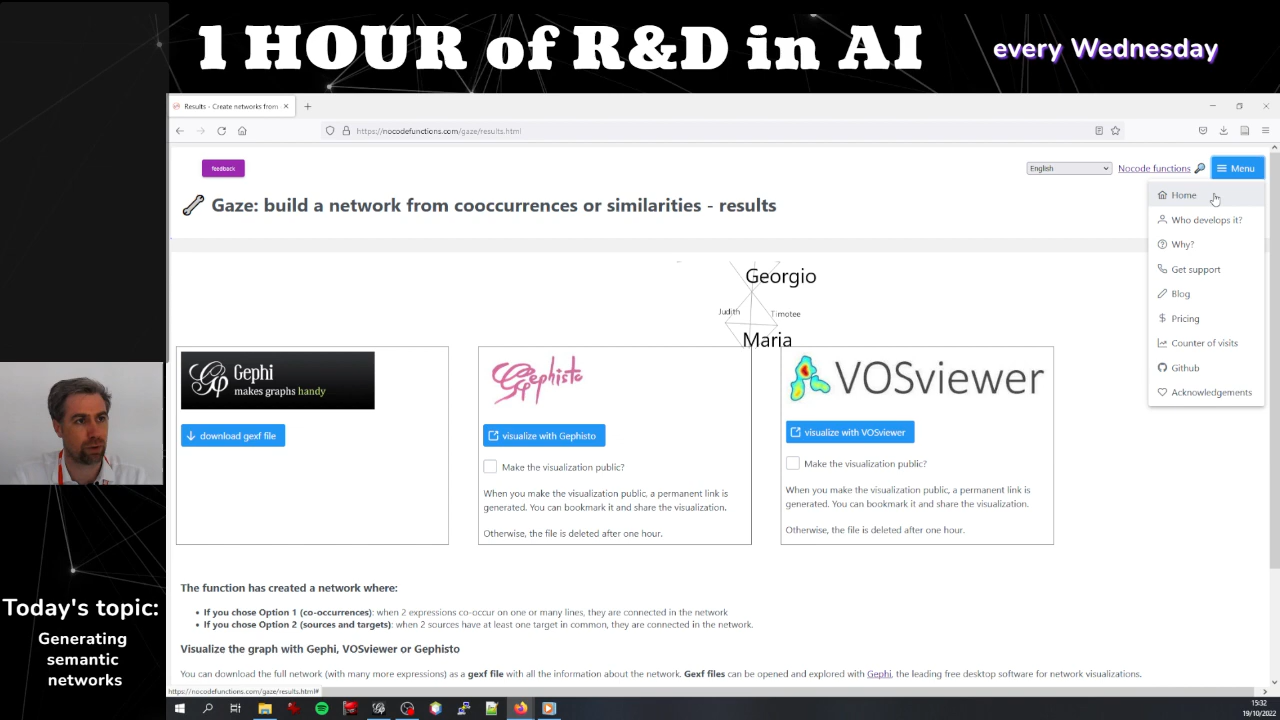 1 HOUR of R&D in AI
every Wednesday
Results - Create networks from
https://nocodefunctions.com/gaze/results.html
feedback
English
Nocode functions
Menu
Gaze: build a network from cooccurrences or similarities - results
Home
Who develops it?
Why?
Get support
Blog
Pricing
Counter of visits
Github
Acknowledgements
Georgio
Judith
Timotee
Maria
Gephi
makes graphs handy
download gexf file
Gephisto
visualize with Gephisto
Make the visualization public?
When you make the visualization public, a permanent link is
generated. You can bookmark it and share the visualization.
Otherwise, the file is deleted after one hour.
VOSviewer
visualize with VOSviewer
Make the visualization public?
When you make the visualization public, a permanent link is
generated. You can bookmark it and share the visualization.
Otherwise, the file is deleted after one hour.
The function has created a network where:
If you chose Option 1 (co-occurrences): when 2 expressions co-occur on one or many lines, they are connected in the network
If you chose Option 2 (sources and targets): when 2 sources have at least one target in common, they are connected in the network.
Visualize the graph with Gephi, VOSviewer or Gephisto
You can download the full network (with many more expressions) as a gexf file with all the information about the network. Gexf files can be opened and explored with Gephi, the leading free desktop software for network visualizations.
https://nocodefunctions.com/gaze/results.html#
Today's topic:
Generating
semantic
networks
15:32
19/10/2022